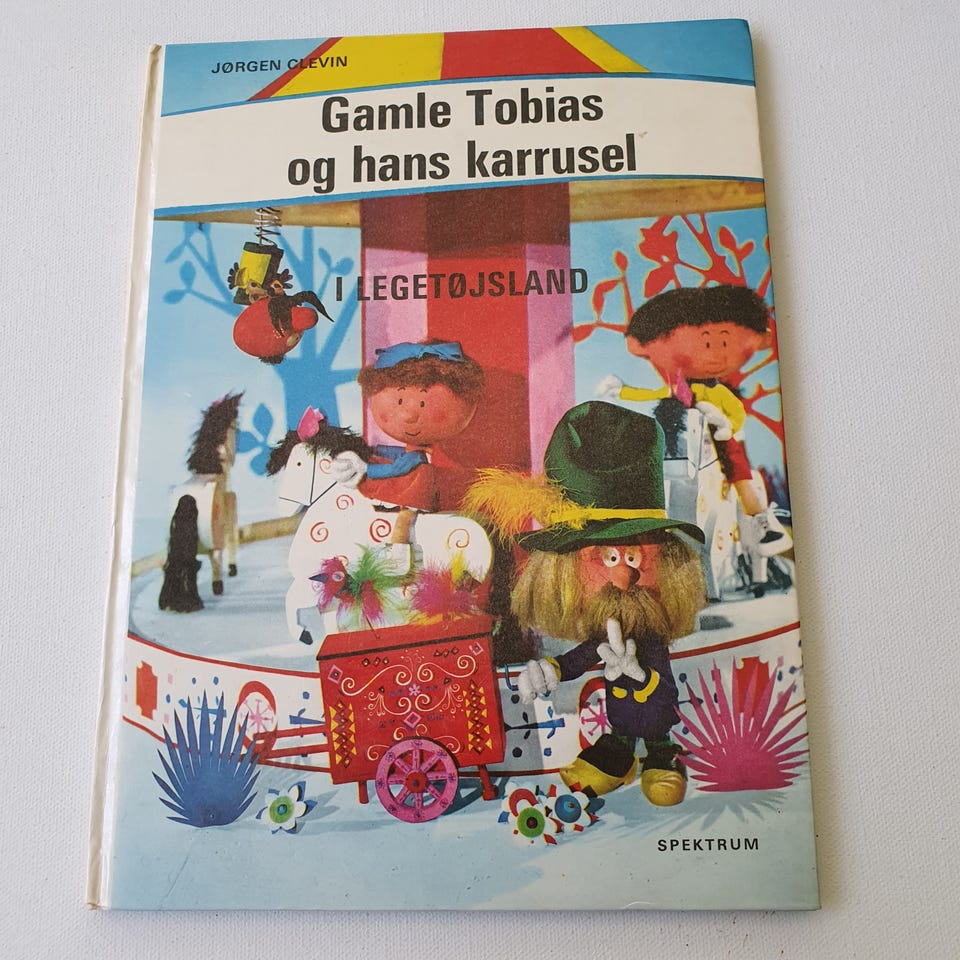 JØRGEN CLEVIN
Gamle Tobias
og hans karrusel
I LEGETØJSLAND
SPEKTRUM